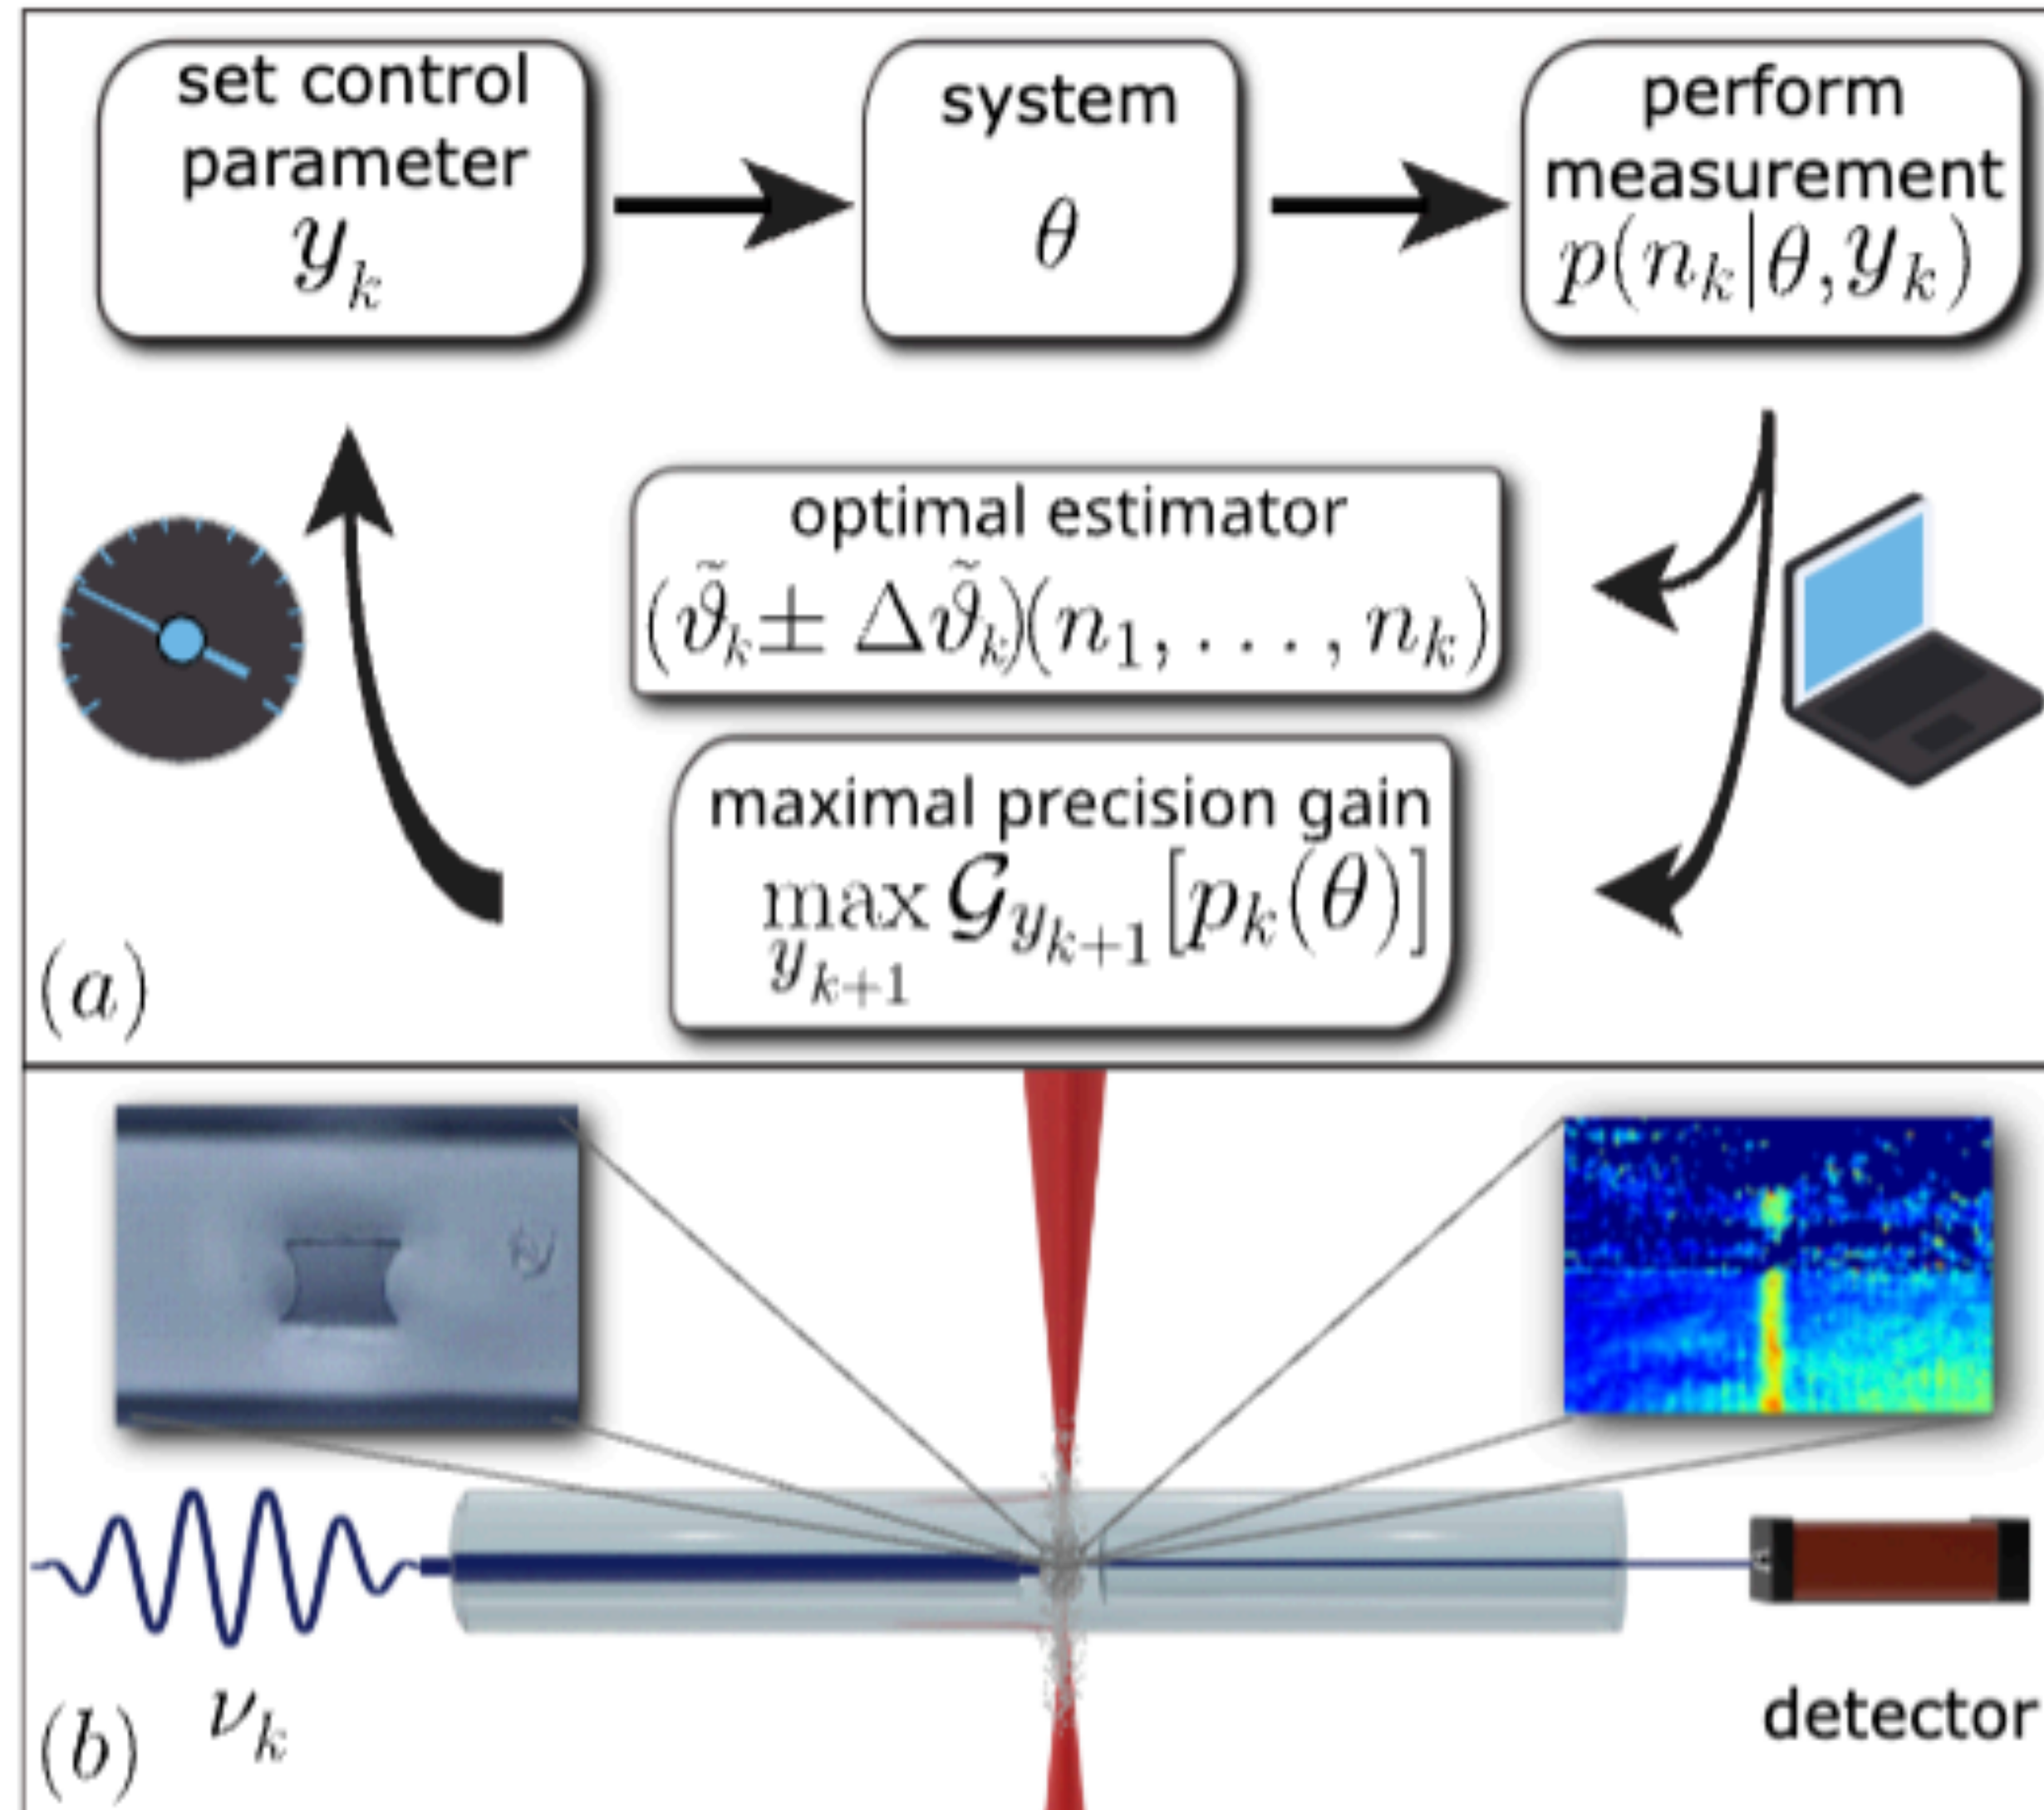 set control
parameter
y_k
system
θ
perform
measurement
p(n_k|θ,y_k)
optimal estimator
(ϑ̃_k ± Δϑ̃_k)(n_1, . . . , n_k)
maximal precision gain
max 𝒢_{y_{k+1}}[p_k(θ)]
y_{k+1}
(a)
(b)
ν_k
detector